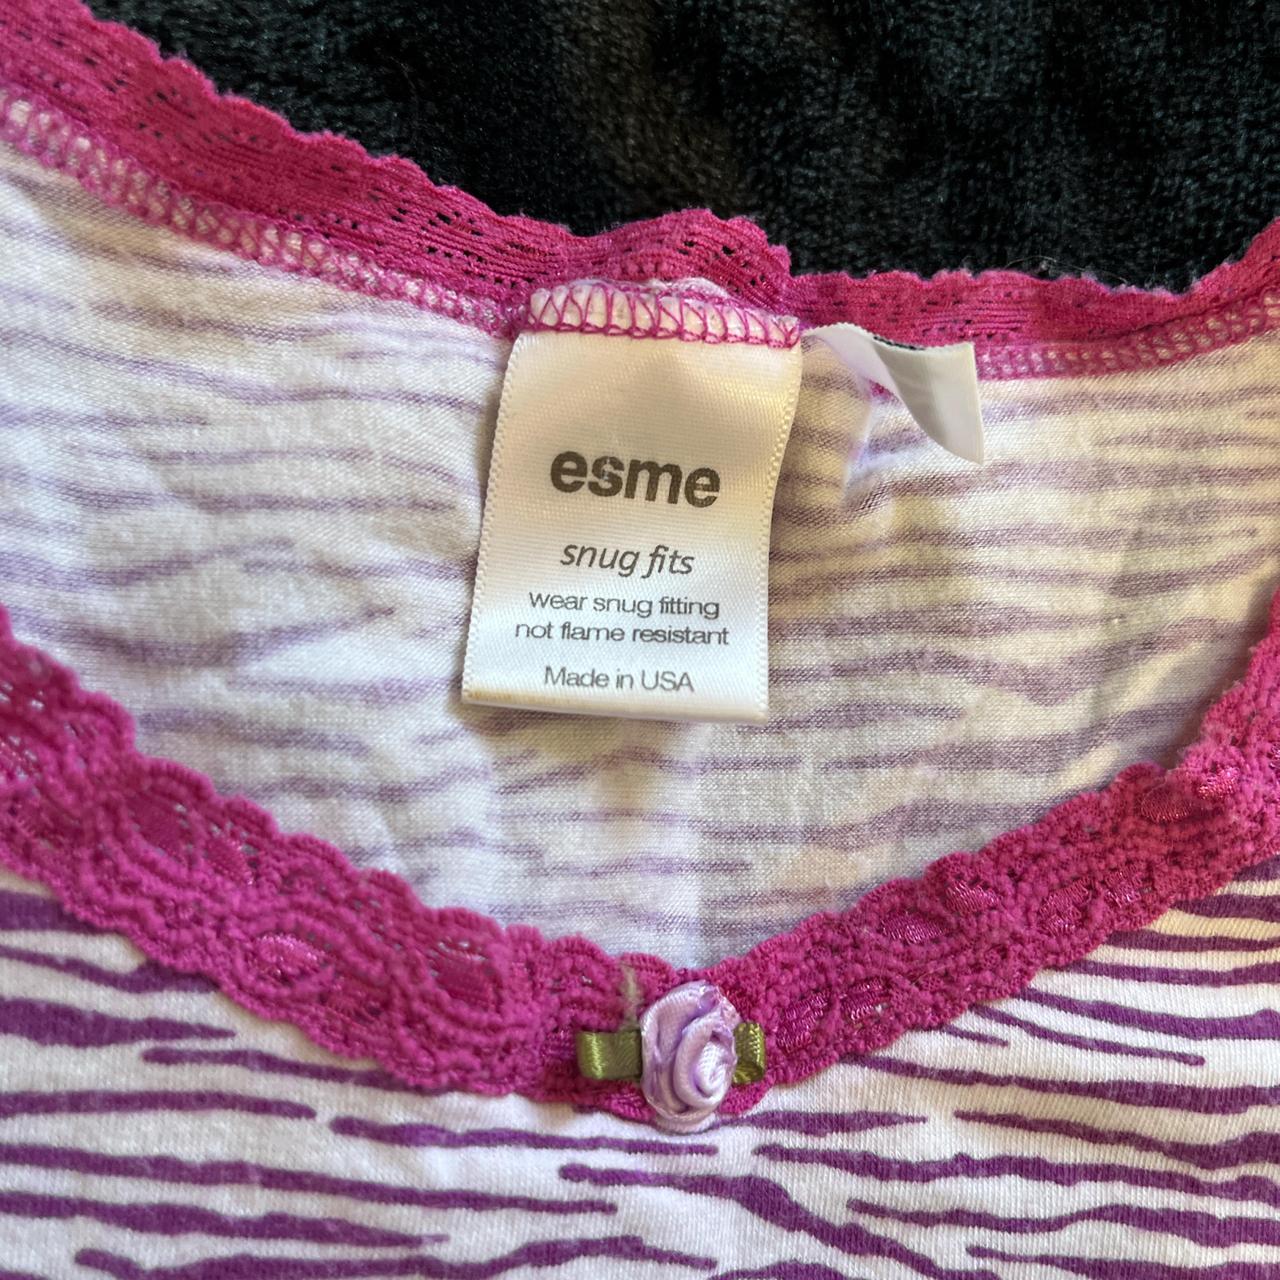 esme
snug fits
wear snug fitting
not flame resistant
Made in USA